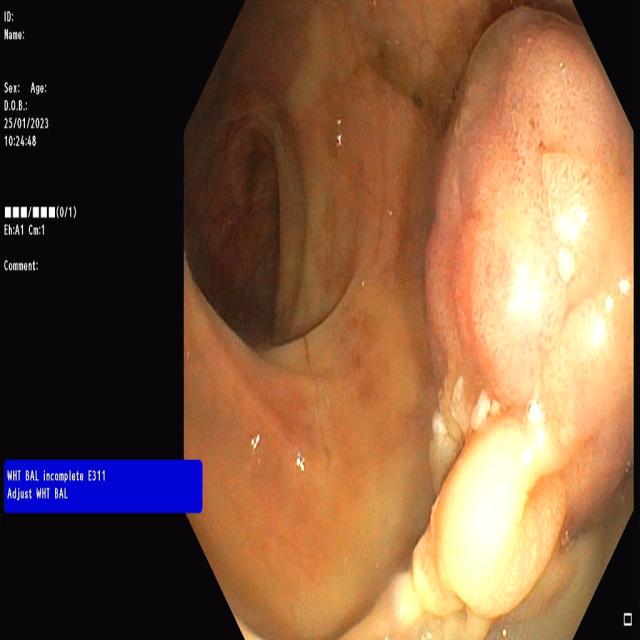 ID:
Name:
Sex: Age:
D.O.B.:
25/01/2023
10:24:48
■■■/■■■(0/1)
Eh:A1 Cm:1
Comment:
WHT BAL incomplete E311
Adjust WHT BAL